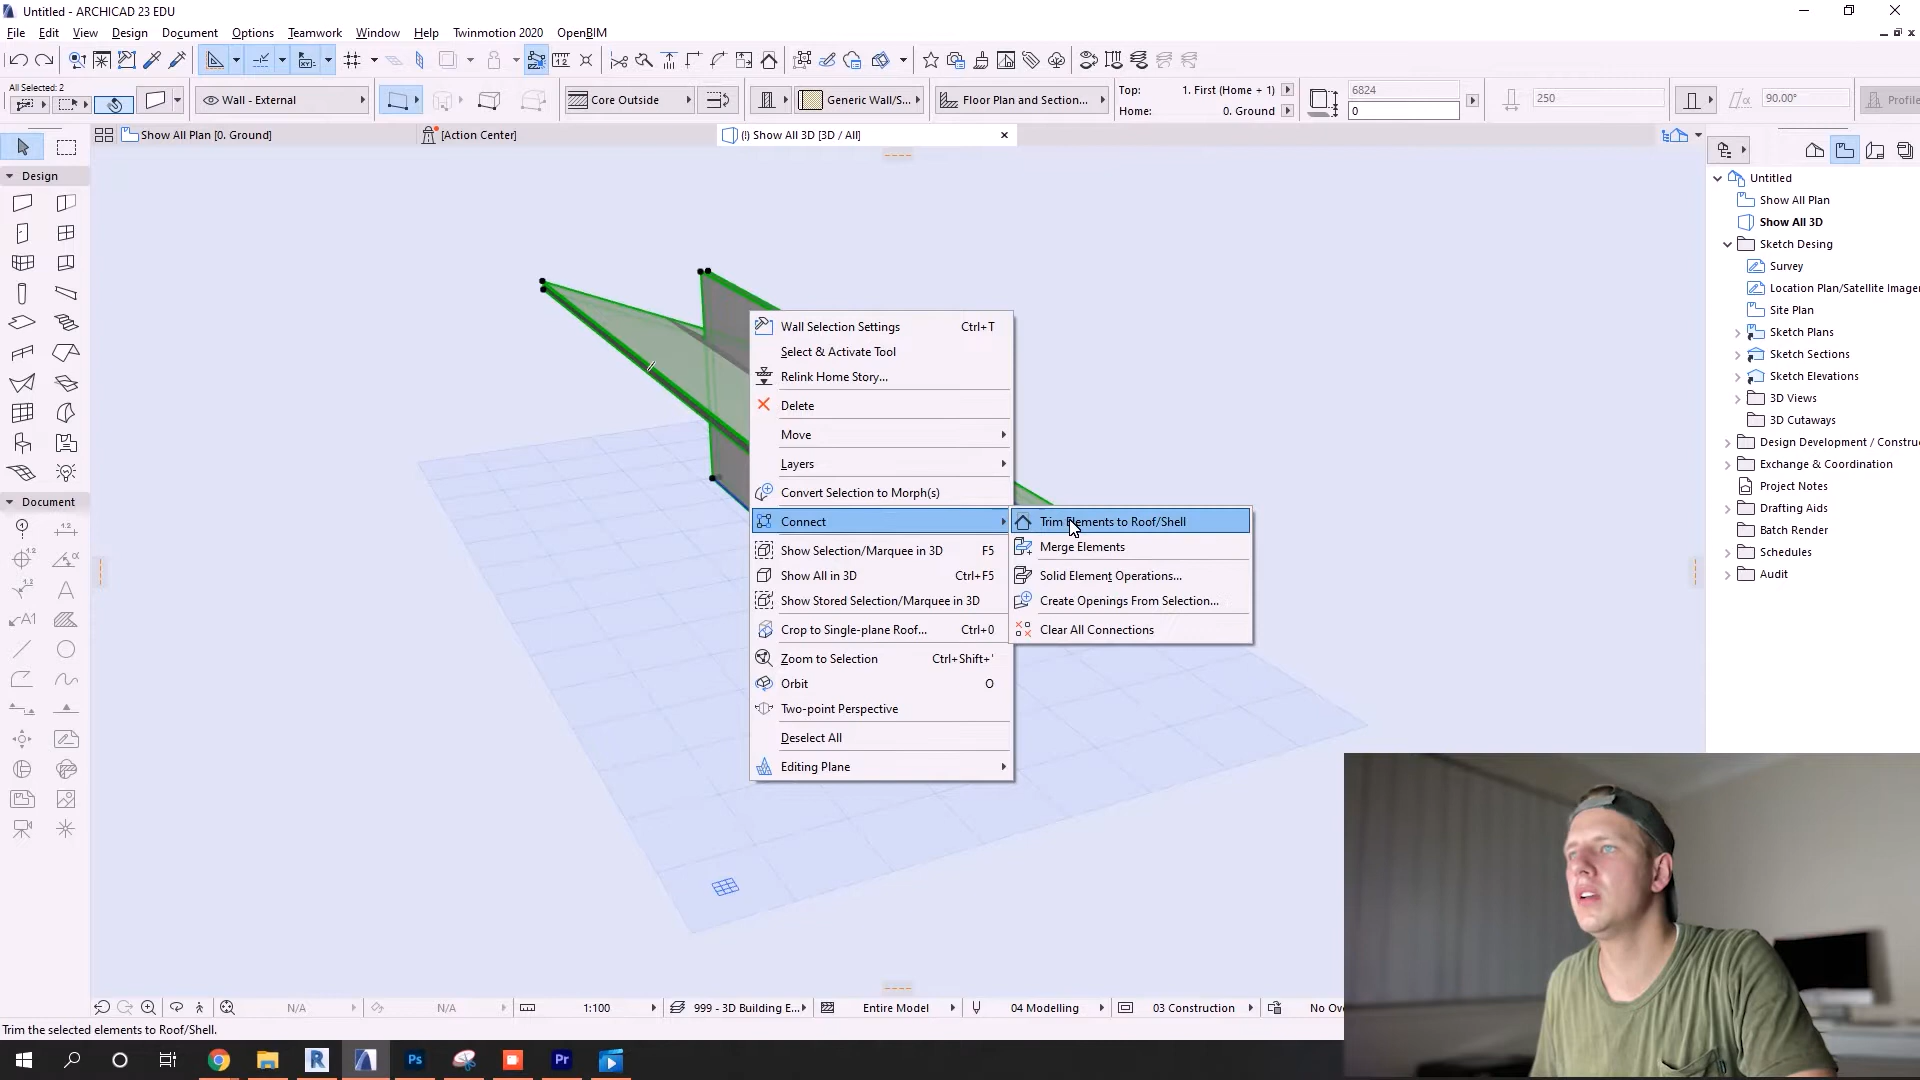 Untitled - ARCHICAD 23 EDU
File Edit View Design Document Options Teamwork Window Help Twinmotion 2020 OpenBIM
All Selected: 2
Wall - External
Core Outside
Generic Wall/S...
Floor Plan and Section...
Top: 1. First (Home + 1)
Home: 0. Ground
6824
0
250
90.00°
Profile
Show All Plan [0. Ground]
[Action Center]
(!) Show All 3D [3D / All]
Design
Document
Wall Selection Settings Ctrl+T
Select & Activate Tool
Relink Home Story...
Delete
Move
Layers
Convert Selection to Morph(s)
Connect
Show Selection/Marquee in 3D F5
Show All in 3D Ctrl+F5
Show Stored Selection/Marquee in 3D
Crop to Single-plane Roof... Ctrl+0
Zoom to Selection Ctrl+Shift+'
Orbit O
Two-point Perspective
Deselect All
Editing Plane
Trim Elements to Roof/Shell
Merge Elements
Solid Element Operations...
Create Openings From Selection...
Clear All Connections
Untitled
Show All Plan
Show All 3D
Sketch Desing
Survey
Location Plan/Satellite Imager
Site Plan
Sketch Plans
Sketch Sections
Sketch Elevations
3D Views
3D Cutaways
Design Development / Constru
Exchange & Coordination
Project Notes
Drafting Aids
Batch Render
Schedules
Audit
N/A
N/A
1:100
999 - 3D Building E...
Entire Model
04 Modelling
03 Construction
No Ov
Trim the selected elements to Roof/Shell.